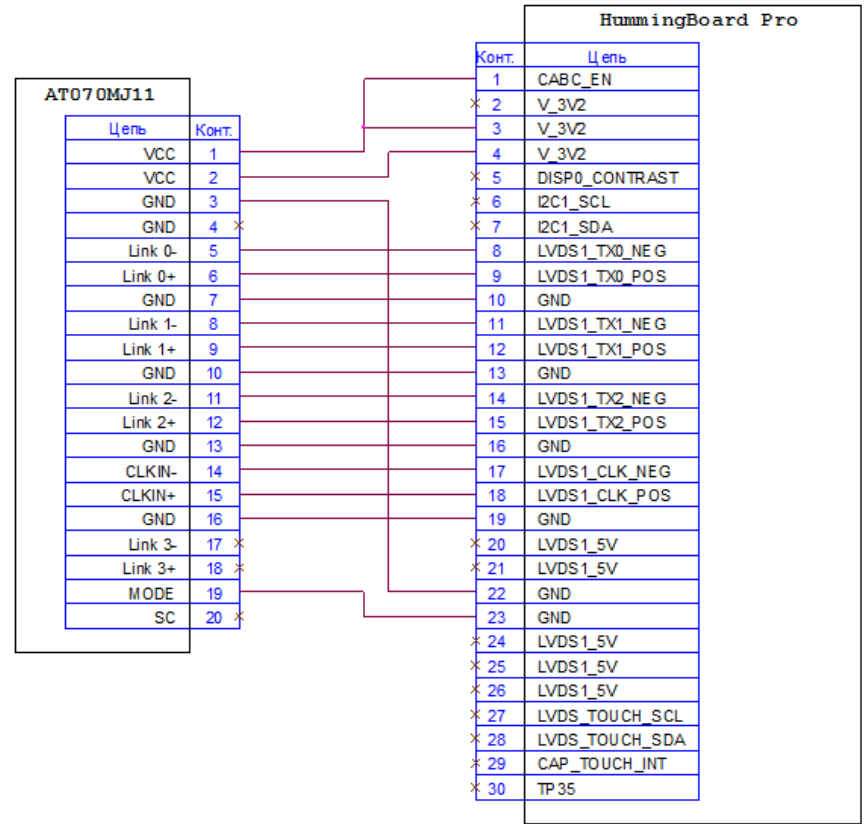 HummingBoard Pro
Конт. Цепь
1 CABC_EN
2 V_3V2
3 V_3V2
4 V_3V2
5 DISP0_CONTRAST
6 I2C1_SCL
7 I2C1_SDA
8 LVDS1_TX0_NEG
9 LVDS1_TX0_POS
10 GND
11 LVDS1_TX1_NEG
12 LVDS1_TX1_POS
13 GND
14 LVDS1_TX2_NEG
15 LVDS1_TX2_POS
16 GND
17 LVDS1_CLK_NEG
18 LVDS1_CLK_POS
19 GND
20 LVDS1_5V
21 LVDS1_5V
22 GND
23 GND
24 LVDS1_5V
25 LVDS1_5V
26 LVDS1_5V
27 LVDS_TOUCH_SCL
28 LVDS_TOUCH_SDA
29 CAP_TOUCH_INT
30 TP35
AT070MJ11
Цепь Конт.
VCC 1
VCC 2
GND 3
GND 4
Link 0- 5
Link 0+ 6
GND 7
Link 1- 8
Link 1+ 9
GND 10
Link 2- 11
Link 2+ 12
GND 13
CLKIN- 14
CLKIN+ 15
GND 16
Link 3- 17
Link 3+ 18
MODE 19
SC 20